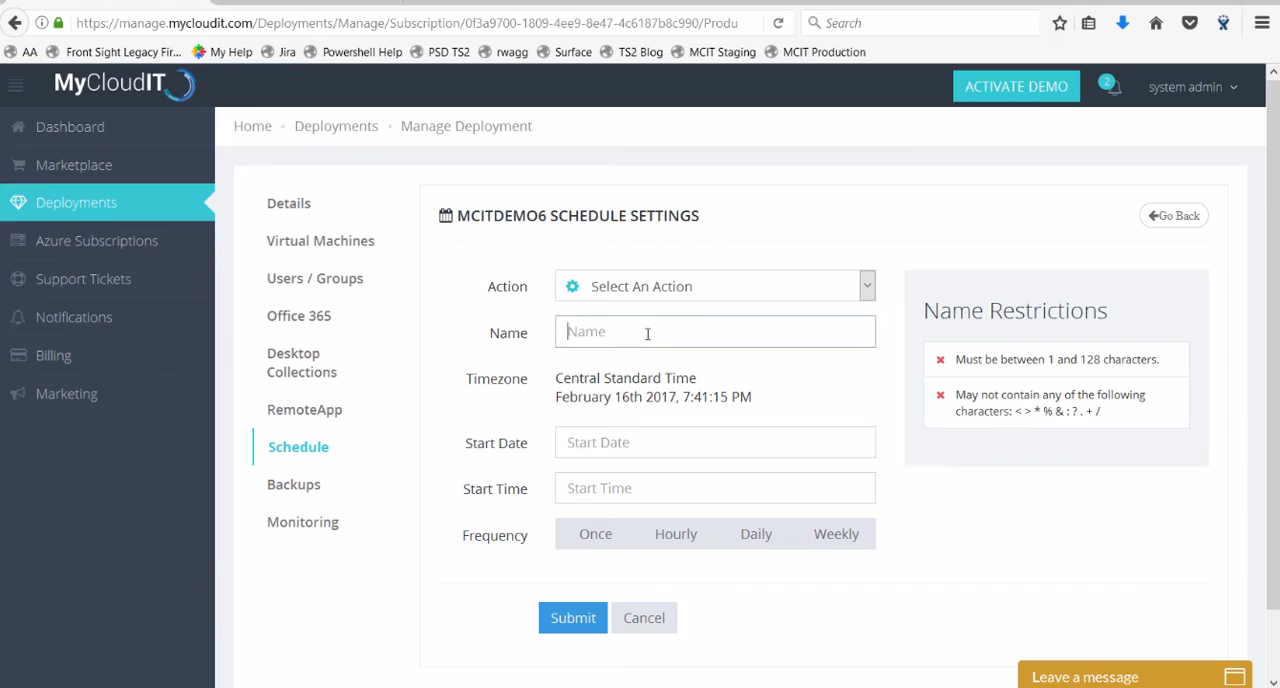 https://manage.mycloudit.com/Deployments/Manage/Subscription/0f3a9700-1809-4ee9-8e47-4c6187b8c990/Produ
Search
AA
Front Sight Legacy Fir...
My Help
Jira
Powershell Help
PSD TS2
rwagg
Surface
TS2 Blog
MCIT Staging
MCIT Production
MyCloudIT
ACTIVATE DEMO
2
system admin
Dashboard
Marketplace
Deployments
Azure Subscriptions
Support Tickets
Notifications
Billing
Marketing
Home
Deployments
Manage Deployment
Details
Virtual Machines
Users / Groups
Office 365
Desktop
Collections
RemoteApp
Schedule
Backups
Monitoring
MCITDEMO6 SCHEDULE SETTINGS
Go Back
Action
Select An Action
Name
Name
Timezone
Central Standard Time
February 16th 2017, 7:41:15 PM
Start Date
Start Date
Start Time
Start Time
Frequency
Once
Hourly
Daily
Weekly
Submit
Cancel
Name Restrictions
Must be between 1 and 128 characters.
May not contain any of the following
characters: < > * % & : ? . + /
Leave a message